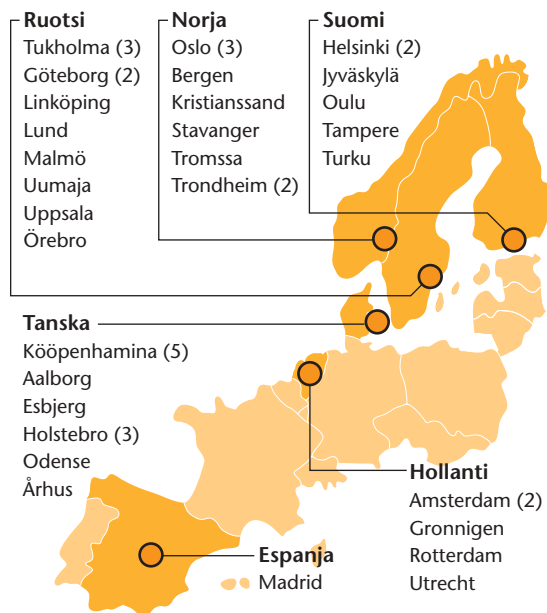 Ruotsi
Tukholma (3)
Göteborg (2)
Linköping
Lund
Malmö
Uumaja
Uppsala
Örebro
Norja
Oslo (3)
Bergen
Kristianssand
Stavanger
Tromssa
Trondheim (2)
Suomi
Helsinki (2)
Jyväskylä
Oulu
Tampere
Turku
Tanska
Kööpenhamina (5)
Aalborg
Esbjerg
Holstebro (3)
Odense
Århus
Hollanti
Amsterdam (2)
Gronnigen
Rotterdam
Utrecht
Espanja
Madrid